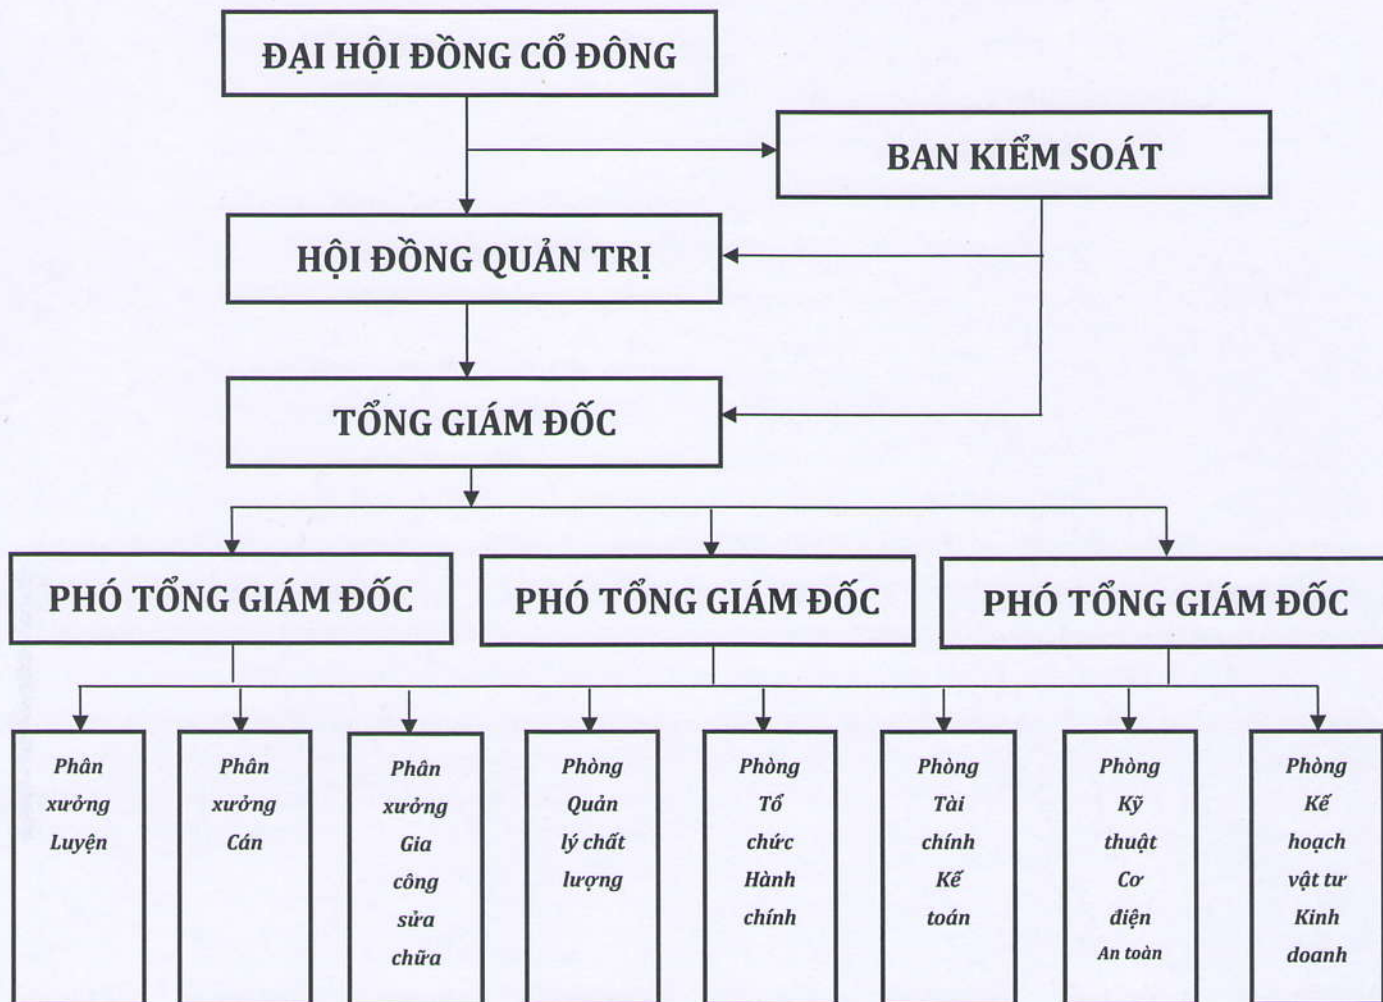 ĐẠI HỘI ĐỒNG CỔ ĐÔNG
BAN KIỂM SOÁT
HỘI ĐỒNG QUẢN TRỊ
TỔNG GIÁM ĐỐC
PHÓ TỔNG GIÁM ĐỐC
PHÓ TỔNG GIÁM ĐỐC
PHÓ TỔNG GIÁM ĐỐC
Phân
xưởng
Luyện
Phân
xưởng
Cán
Phân
xưởng
Gia
công
sửa
chữa
Phòng
Quản
lý chất
lượng
Phòng
Tổ
chức
Hành
chính
Phòng
Tài
chính
Kế
toán
Phòng
Kỹ
thuật
Cơ
điện
An toàn
Phòng
Kế
hoạch
vật tư
Kinh
doanh